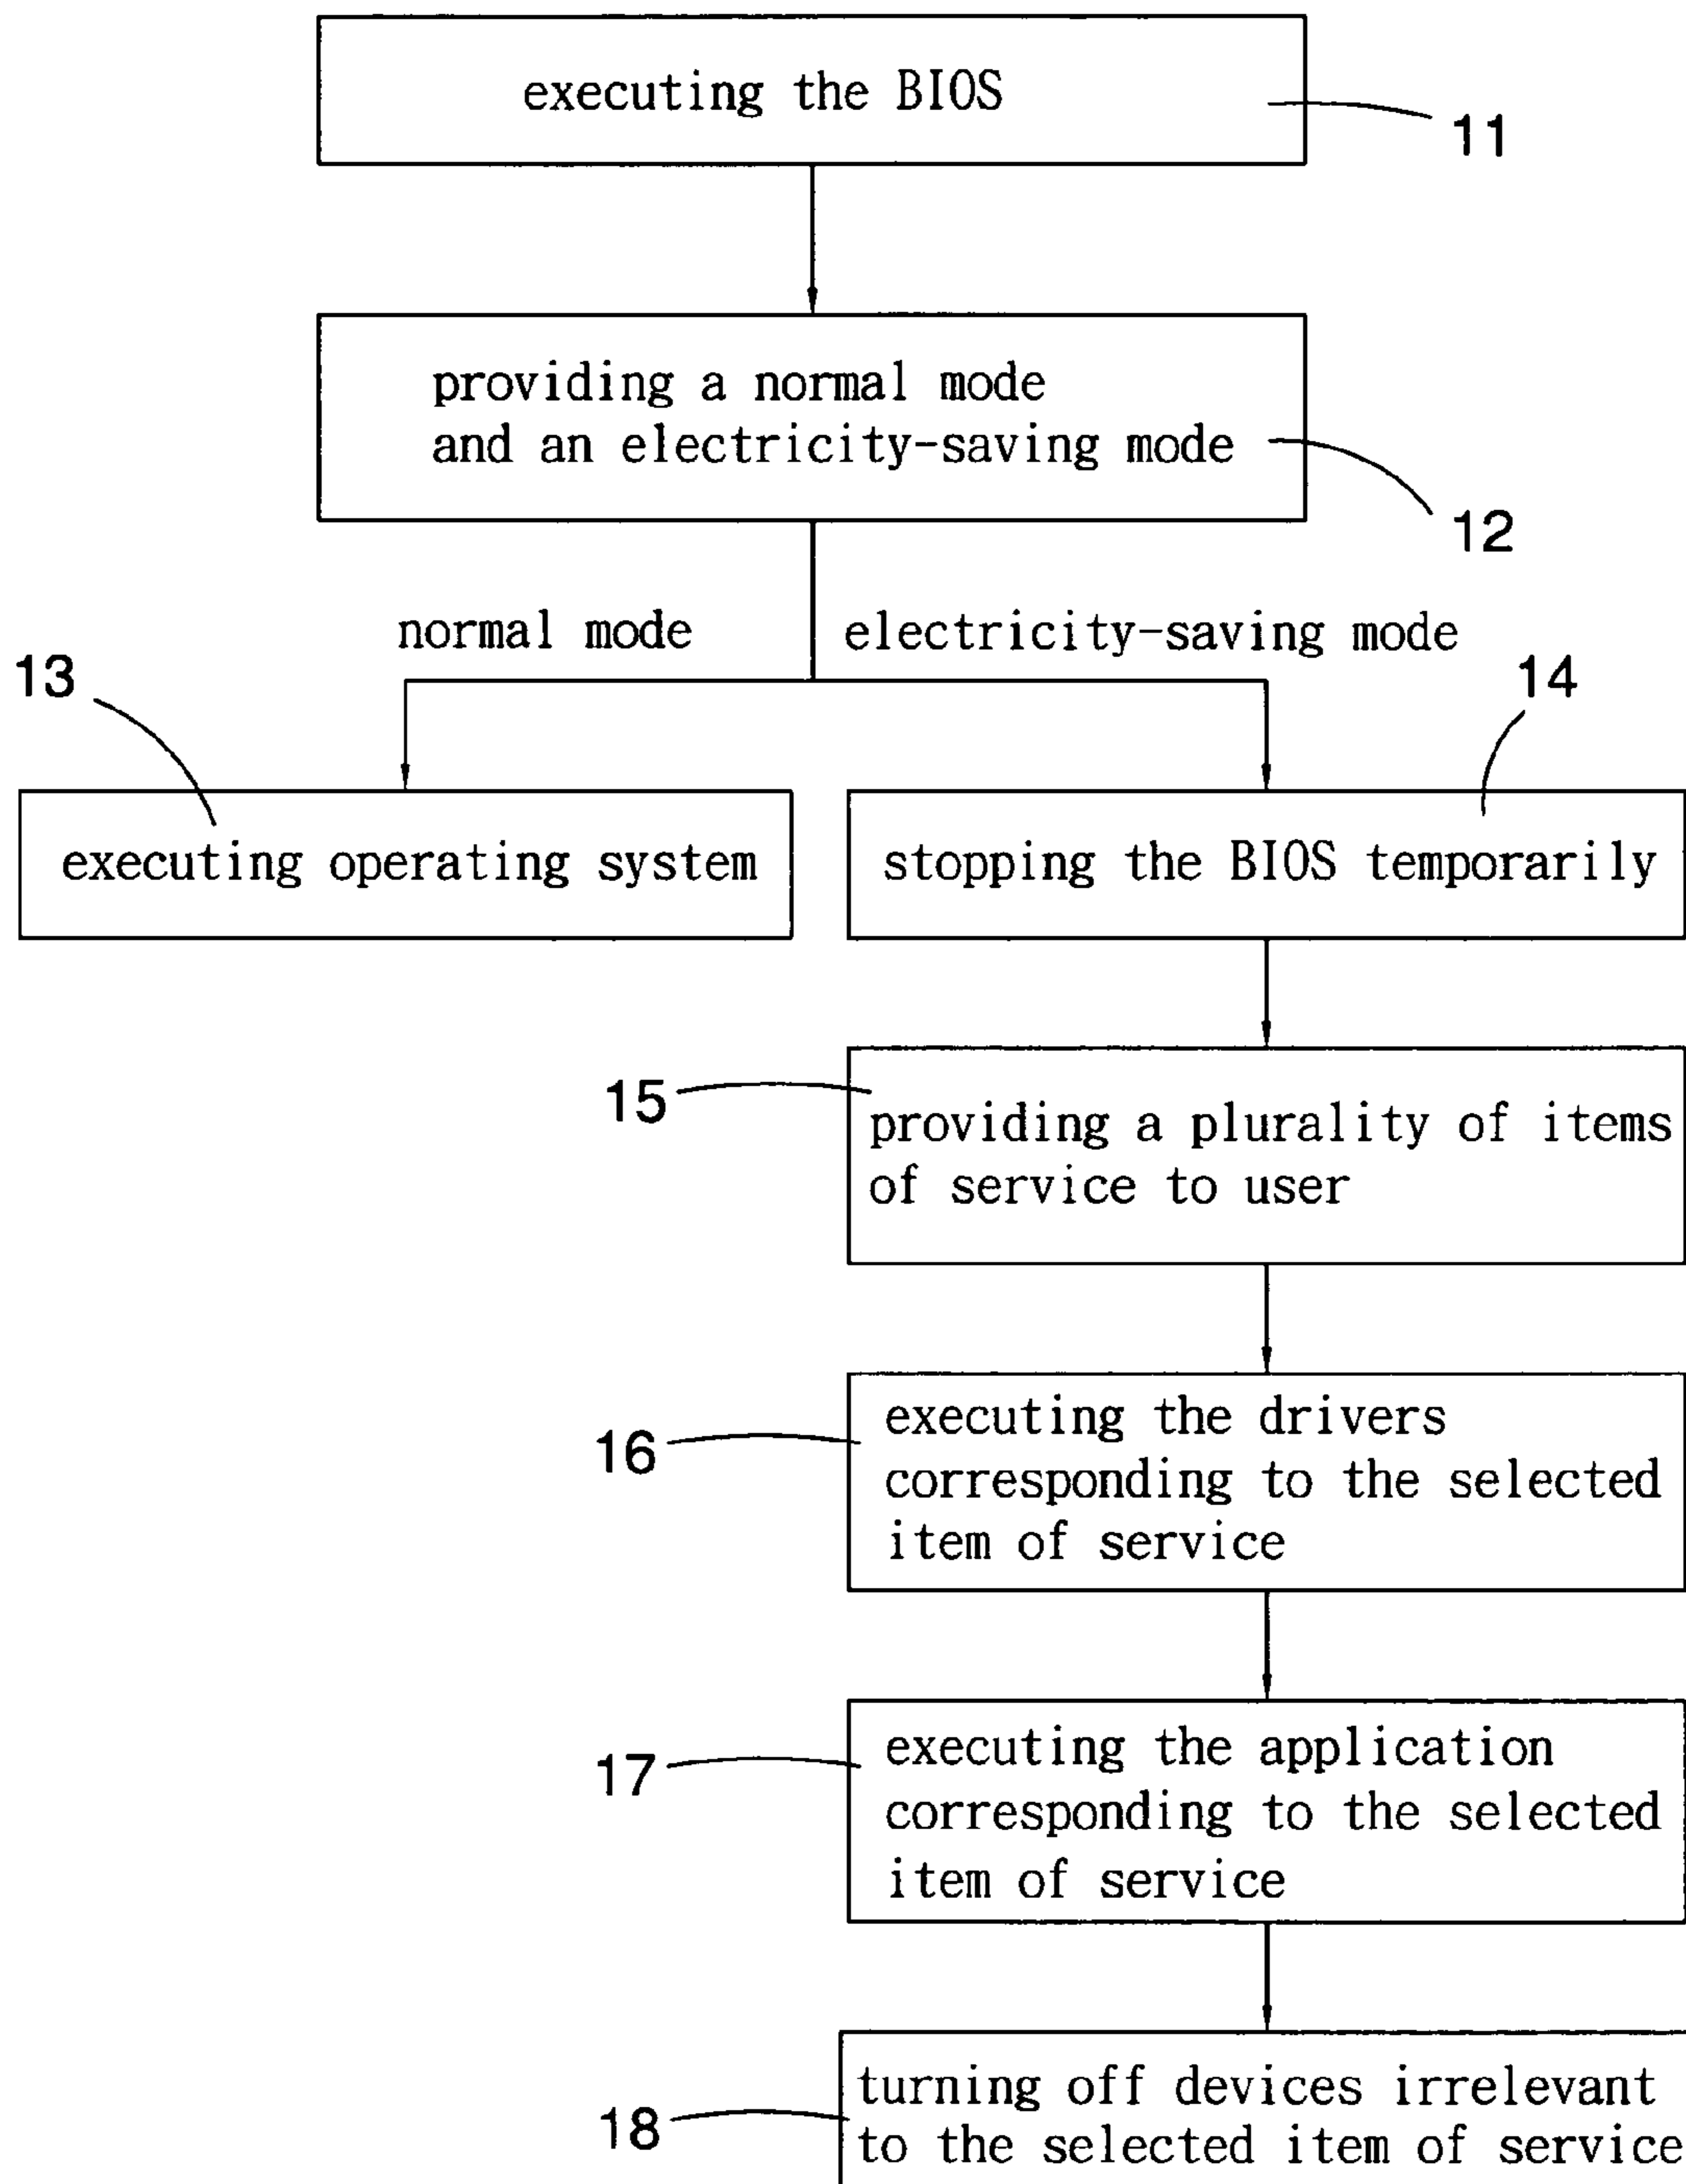 executing the BIOS
11
providing a normal mode
and an electricity-saving mode
12
normal mode
electricity-saving mode
13
14
executing operating system
stopping the BIOS temporarily
15
providing a plurality of items
of service to user
16
executing the drivers
corresponding to the selected
item of service
17
executing the application
corresponding to the selected
item of service
18
turning off devices irrelevant
to the selected item of service